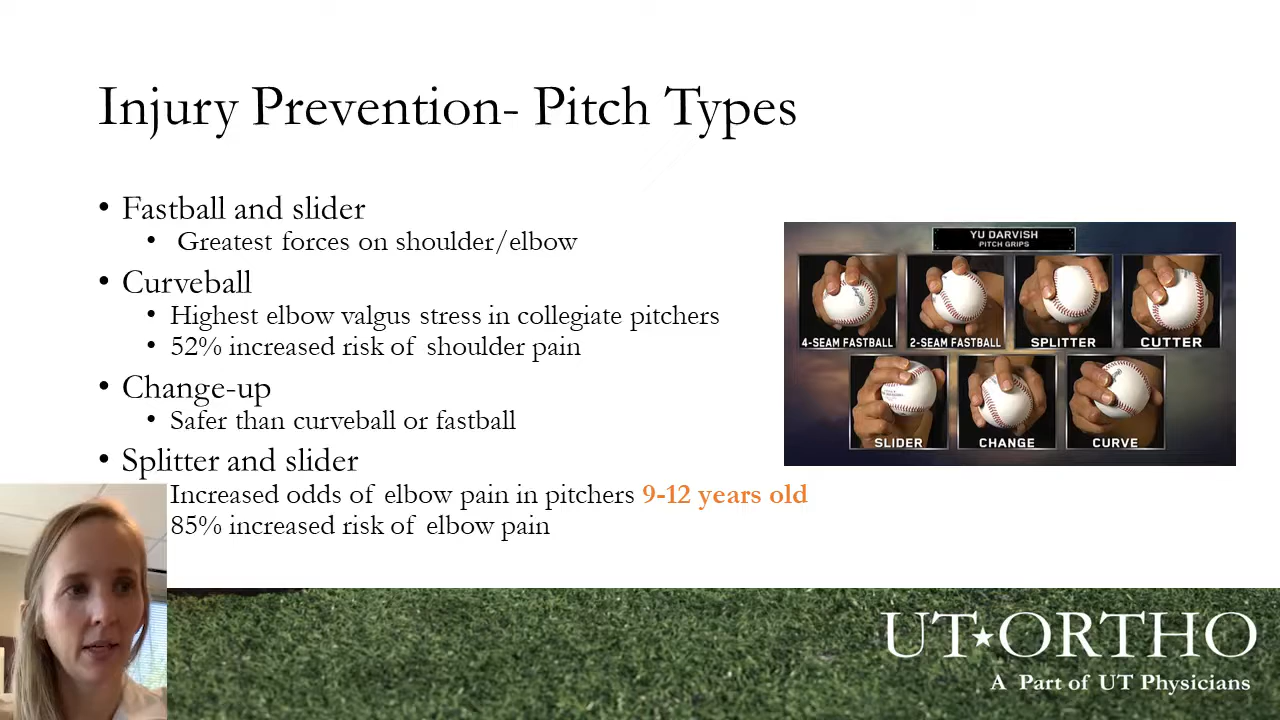 Injury Prevention- Pitch Types
• Fastball and slider
• Greatest forces on shoulder/elbow
• Curveball
• Highest elbow valgus stress in collegiate pitchers
• 52% increased risk of shoulder pain
• Change-up
• Safer than curveball or fastball
• Splitter and slider
Increased odds of elbow pain in pitchers 9-12 years old
85% increased risk of elbow pain
YU DARVISH
PITCH GRIPS
4-SEAM FASTBALL
2-SEAM FASTBALL
SPLITTER
CUTTER
SLIDER
CHANGE
CURVE
UT★ORTHO
A Part of UT Physicians